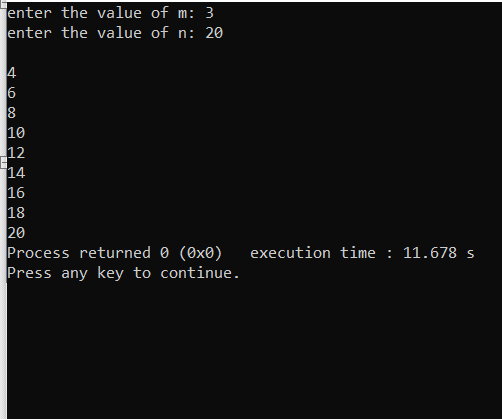 enter the value of m: 3
enter the value of n: 20
4
6
8
10
12
14
16
18
20
Process returned 0 (0x0)   execution time : 11.678 s
Press any key to continue.